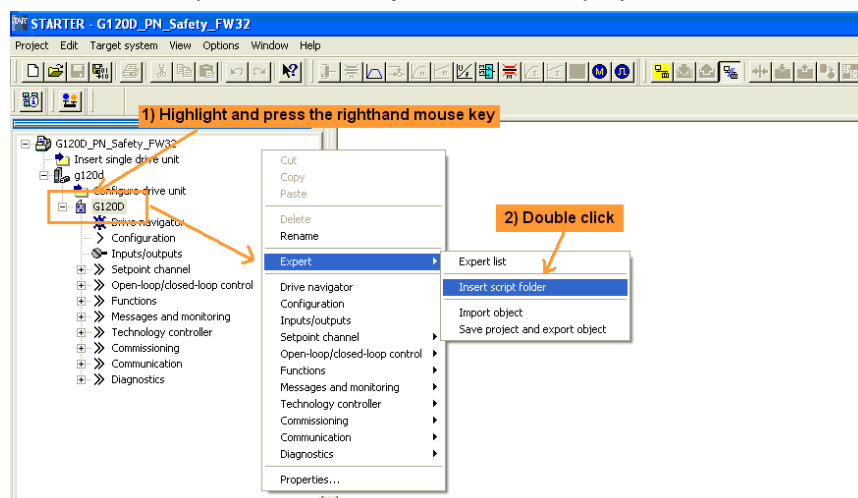 STARTER - G120D_PN_Safety_FW32
Project Edit Target system View Options Window Help
1) Highlight and press the righthand mouse key
G120D_PN_Safety_FW32
Insert single drive unit
g120d
Configure drive unit
G120D
Drive navigator
Configuration
Inputs/outputs
Setpoint channel
Open-loop/closed-loop control
Functions
Messages and monitoring
Technology controller
Commissioning
Communication
Diagnostics
Cut
Copy
Paste
Delete
Rename
Expert
Drive navigator
Configuration
Inputs/outputs
Setpoint channel
Open-loop/closed-loop control
Functions
Messages and monitoring
Technology controller
Commissioning
Communication
Diagnostics
Properties...
2) Double click
Expert list
Insert script folder
Import object
Save project and export object